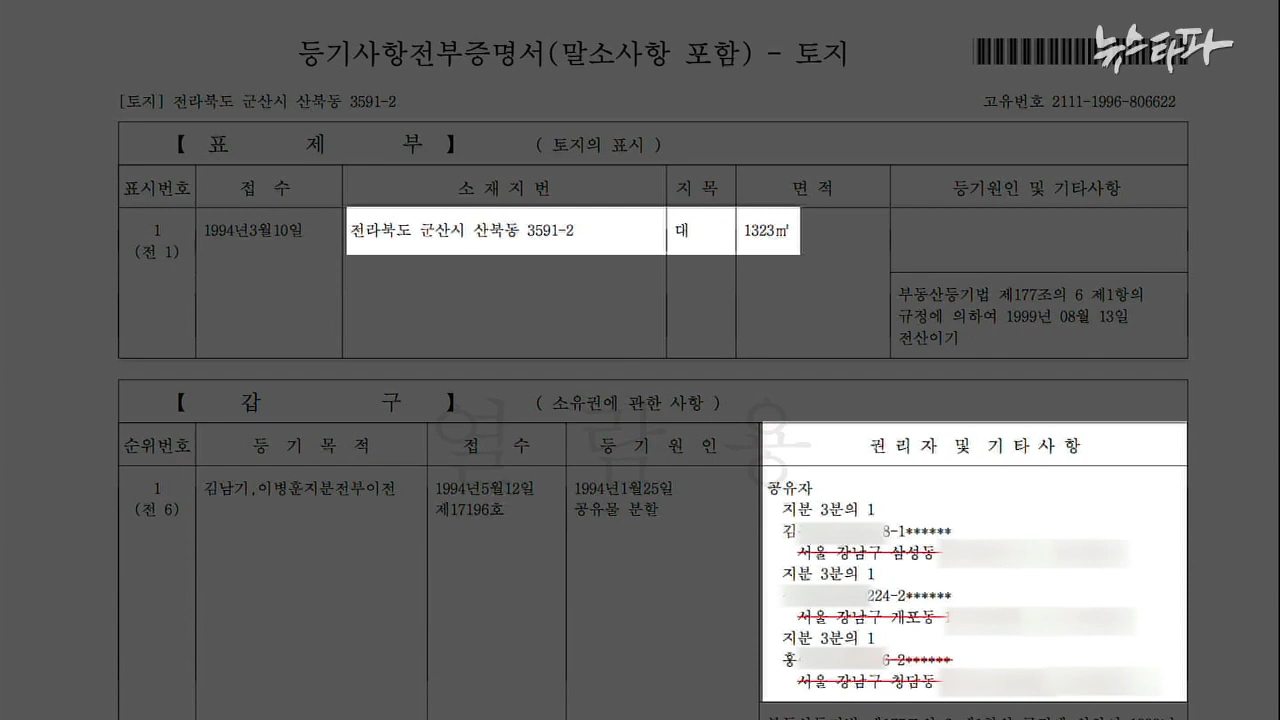 뉴스타파
등기사항전부증명서(말소사항 포함) - 토지
[토지] 전라북도 군산시 산북동 3591-2
고유번호 2111-1996-806622
【 표 제 부 】 ( 토지의 표시 )
표시번호 접 수 소 재 지 번 지 목 면 적 등기원인 및 기타사항
1 1994년3월10일 전라북도 군산시 산북동 3591-2 대 1323㎡
(전 1)
부동산등기법 제177조의 6 제1항의
규정에 의하여 1999년 08월 13일
전산이기
【 갑 구 】 ( 소유권에 관한 사항 )
열 람 용
순위번호 등 기 목 적 접 수 등 기 원 인 권 리 자 및 기 타 사 항
1 김남기,이병훈지분전부이전 1994년5월12일 1994년1월25일 공유자
(전 6) 제17196호 공유물 분할 지분 3분의 1
김 8-1******
서울 강남구 삼성동
지분 3분의 1
224-2******
서울 강남구 개포동
지분 3분의 1
홍 6-2******
서울 강남구 청담동